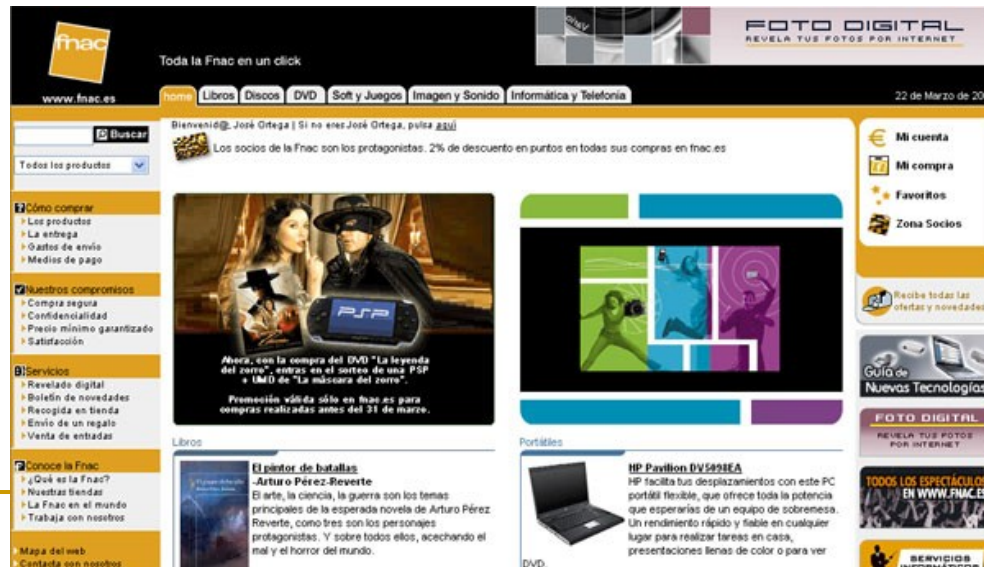 fnac
www.fnac.es
Toda la Fnac en un click
FOTO DIGITAL
REVELA TUS FOTOS POR INTERNET
home Libros Discos DVD Soft y Juegos Imagen y Sonido Informática y Telefonía
22 de Marzo de 20
Buscar
Todos los productos
Cómo comprar
Los productos
La entrega
Gastos de envío
Medios de pago
Nuestros compromisos
Compra segura
Confidencialidad
Precio mínimo garantizado
Satisfacción
Servicios
Revelado digital
Boletín de novedades
Recogida en tienda
Envío de un regalo
Venta de entradas
Conoce la Fnac
¿Qué es la Fnac?
Nuestras tiendas
La Fnac en el mundo
Trabaja con nosotros
Mapa del web
Contacta con nosotros
Bienvenid@, José Ortega | Si no eres José Ortega, pulsa aquí
Los socios de la Fnac son los protagonistas. 2% de descuento en puntos en todas sus compras en fnac.es
PSP
Ahora, con la compra del DVD "La leyenda
del zorro", entras en el sorteo de una PSP
+ UMD de "La máscara del zorro".
Promoción válida sólo en fnac.es para
compras realizadas antes del 31 de marzo.
Libros
El pintor de batallas
-Arturo Pérez-Reverte
El arte, la ciencia, la guerra son los temas
principales de la esperada novela de Arturo Pérez
Reverte, como tres son los personajes
protagonistas. Y sobre todos ellos, acechando el
mal y el horror del mundo.
Portátiles
HP Pavilion DV5098EA
HP facilita tus desplazamientos con este PC
portátil flexible, que ofrece toda la potencia
que esperarías de un equipo de sobremesa.
Un rendimiento rápido y fiable en cualquier
lugar para realizar tareas en casa,
presentaciones llenas de color o para ver
DVD.
Mi cuenta
Mi compra
Favoritos
Zona Socios
Recibe todas las
ofertas y novedades
Guía de
Nuevas Tecnologías
FOTO DIGITAL
REVELA TUS FOTOS
POR INTERNET
TODOS LOS ESPECTÁCULOS
EN WWW.FNAC.ES
SERVICIOS
INFORMÁTICOS